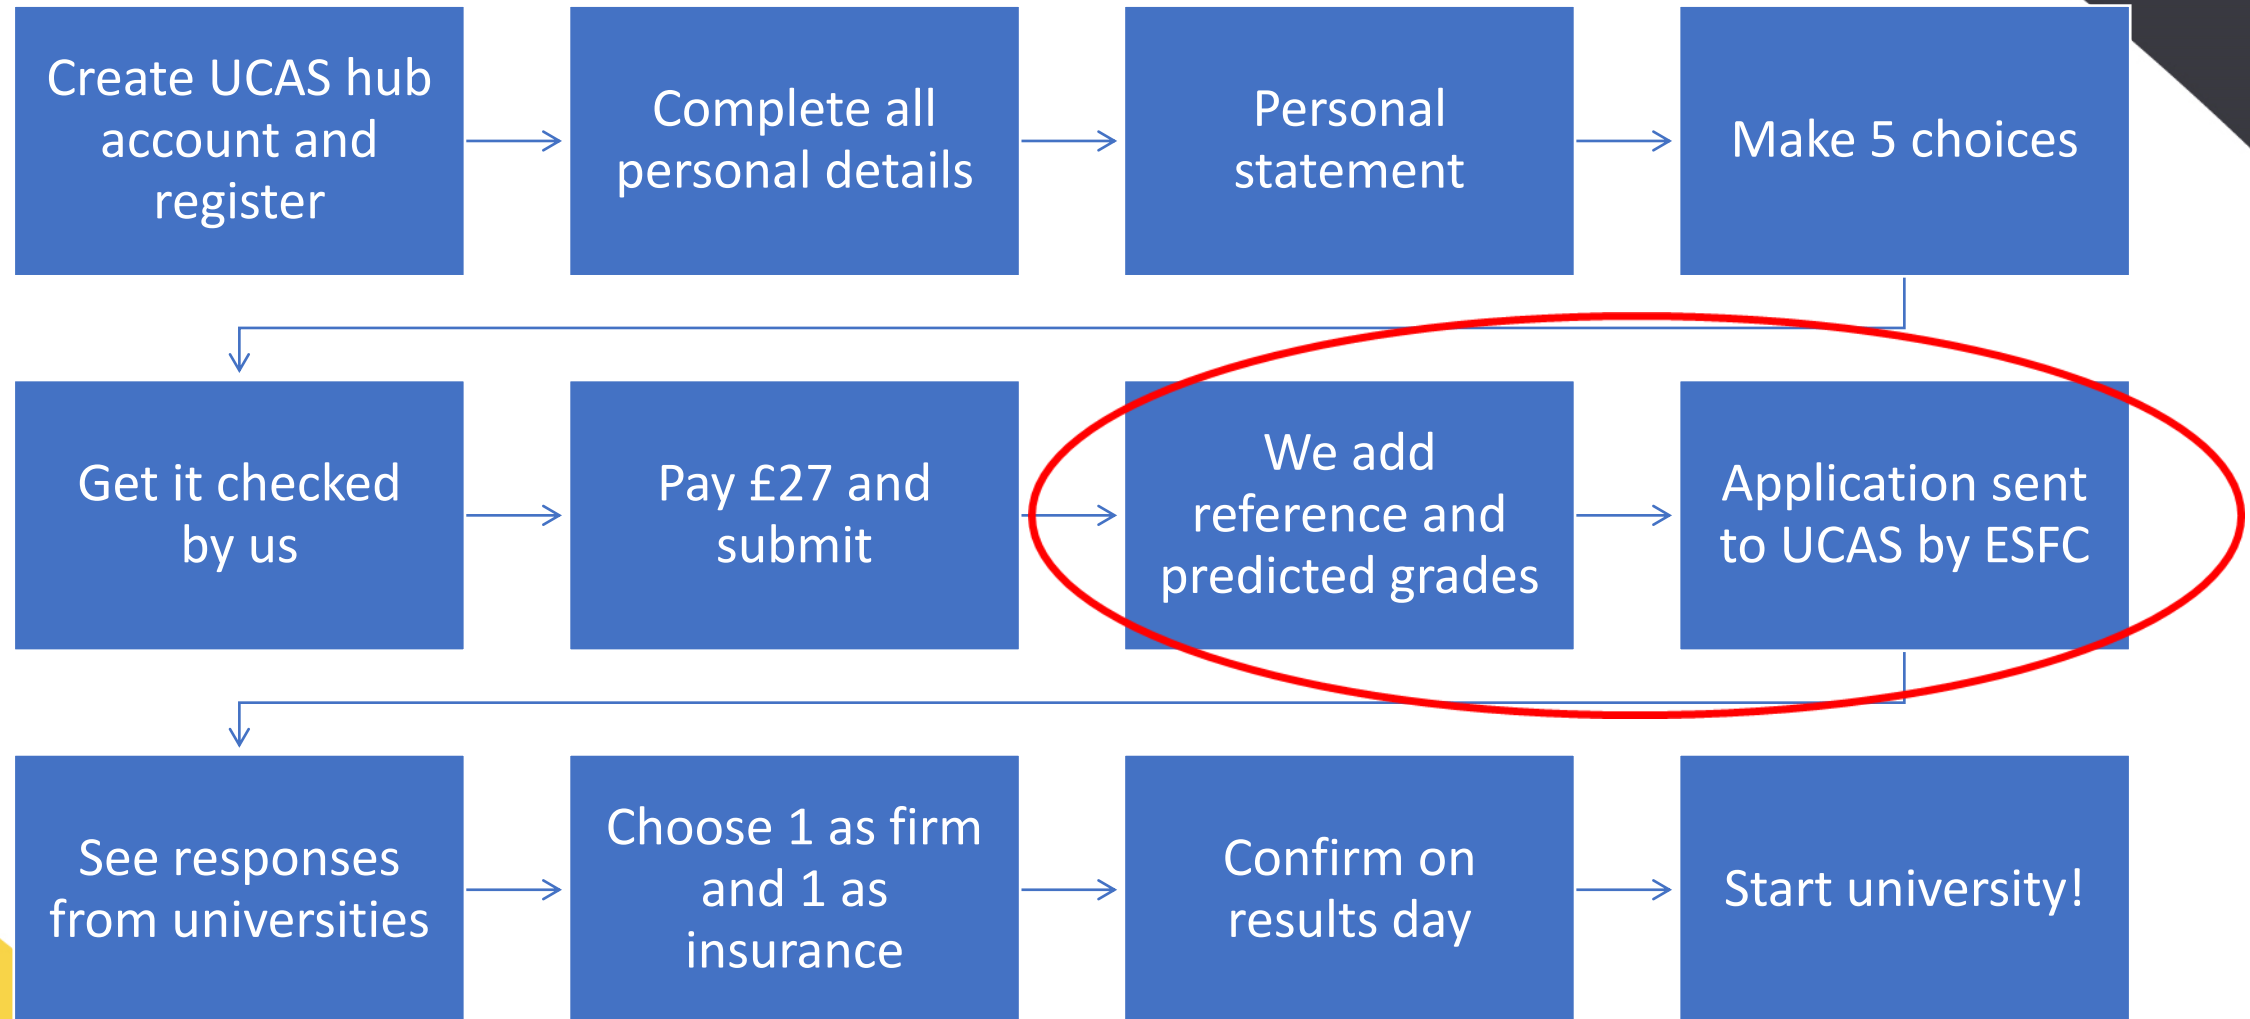 Create UCAS hub
account and
register
Complete all
personal details
Personal
statement
Make 5 choices
Get it checked
by us
Pay £27 and
submit
We add
reference and
predicted grades
Application sent
to UCAS by ESFC
See responses
from universities
Choose 1 as firm
and 1 as
insurance
Confirm on
results day
Start university!